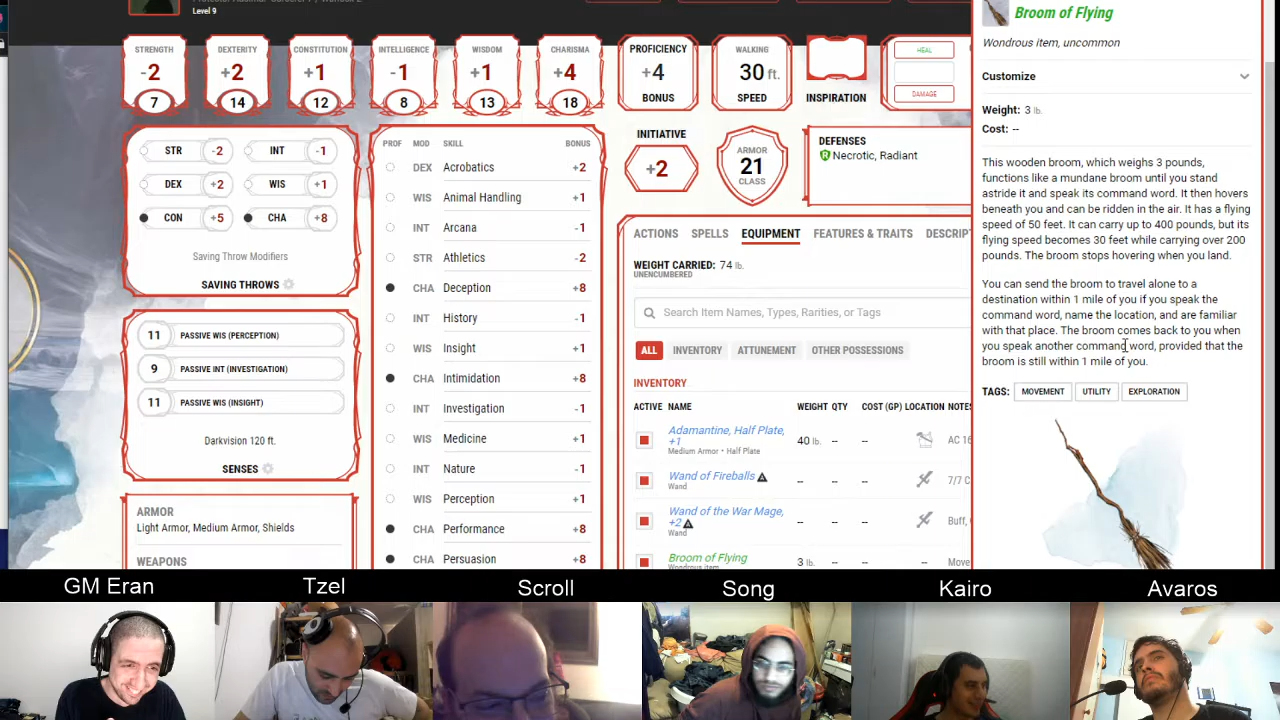 Level 9
STRENGTH
-2
7
DEXTERITY
+2
14
CONSTITUTION
+1
12
INTELLIGENCE
-1
8
WISDOM
+1
13
CHARISMA
+4
18
PROFICIENCY
+4
BONUS
WALKING
30 ft.
SPEED
INSPIRATION
HEAL
DAMAGE
STR -2
INT -1
DEX +2
WIS +1
CON +5
CHA +8
Saving Throw Modifiers
SAVING THROWS
11 PASSIVE WIS (PERCEPTION)
9 PASSIVE INT (INVESTIGATION)
11 PASSIVE WIS (INSIGHT)
Darkvision 120 ft.
SENSES
ARMOR
Light Armor, Medium Armor, Shields
WEAPONS
PROF MOD SKILL BONUS
DEX Acrobatics +2
WIS Animal Handling +1
INT Arcana -1
STR Athletics -2
CHA Deception +8
INT History -1
WIS Insight +1
CHA Intimidation +8
INT Investigation -1
WIS Medicine +1
INT Nature -1
WIS Perception +1
CHA Performance +8
CHA Persuasion +8
INITIATIVE
+2
ARMOR
21
CLASS
DEFENSES
R Necrotic, Radiant
ACTIONS SPELLS EQUIPMENT FEATURES & TRAITS DESCRIP
WEIGHT CARRIED: 74 lb.
UNENCUMBERED
Search Item Names, Types, Rarities, or Tags
ALL INVENTORY ATTUNEMENT OTHER POSSESSIONS
INVENTORY
ACTIVE NAME WEIGHT QTY COST (GP) LOCATION NOTES
Adamantine, Half Plate,
+1 40 lb. -- -- AC 16
Medium Armor • Half Plate
Wand of Fireballs -- -- -- 7/7 C
Wand
Wand of the War Mage,
+2 -- -- -- Buff,
Wand
Broom of Flying 3 lb. -- -- -- Move
Wondrous item
Broom of Flying
Wondrous item, uncommon
Customize
Weight: 3 lb.
Cost: --
This wooden broom, which weighs 3 pounds,
functions like a mundane broom until you stand
astride it and speak its command word. It then hovers
beneath you and can be ridden in the air. It has a flying
speed of 50 feet. It can carry up to 400 pounds, but its
flying speed becomes 30 feet while carrying over 200
pounds. The broom stops hovering when you land.
You can send the broom to travel alone to a
destination within 1 mile of you if you speak the
command word, name the location, and are familiar
with that place. The broom comes back to you when
you speak another command word, provided that the
broom is still within 1 mile of you.
TAGS: MOVEMENT UTILITY EXPLORATION
GM Eran
Tzel
Scroll
Song
Kairo
Avaros